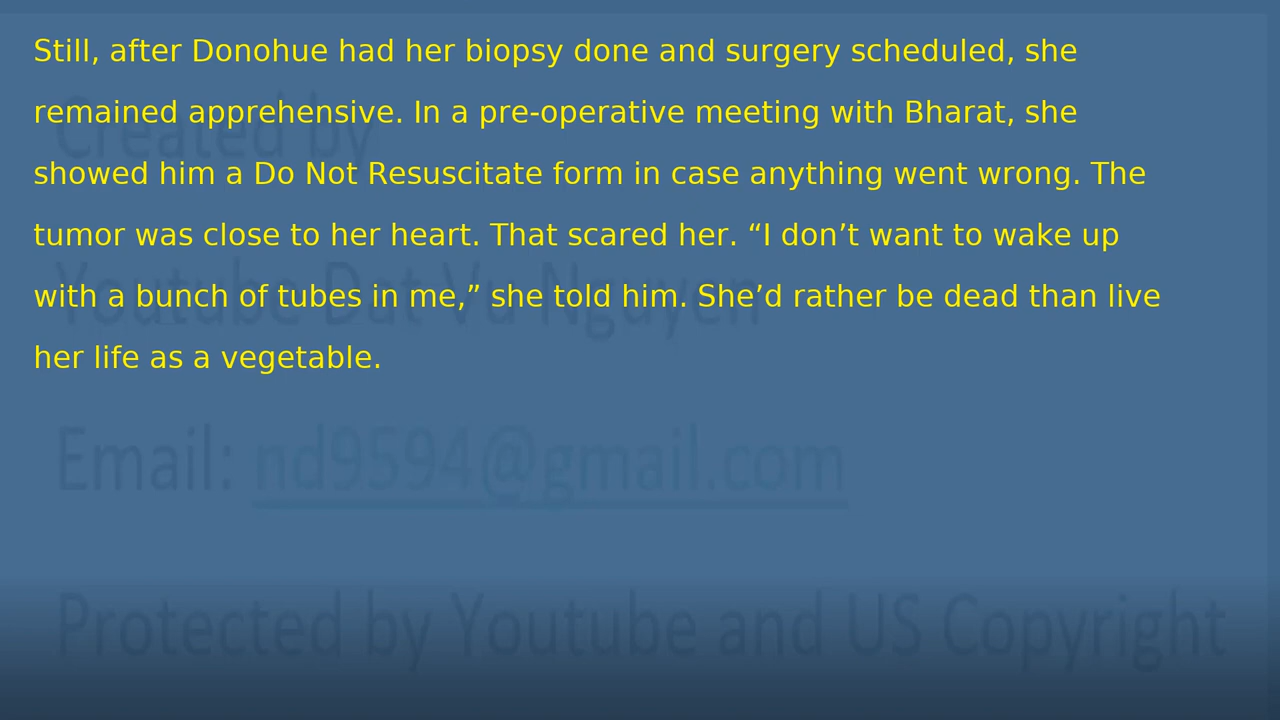 Still, after Donohue had her biopsy done and surgery scheduled, she
remained apprehensive. In a pre-operative meeting with Bharat, she
Created by
showed him a Do Not Resuscitate form in case anything went wrong. The
tumor was close to her heart. That scared her. “I don’t want to wake up
with a bunch of tubes in me,” she told him. She’d rather be dead than live
Youtube Dat Vu Nguyen
her life as a vegetable.
Email: nd9594@gmail.com
Protected by Youtube and US Copyright